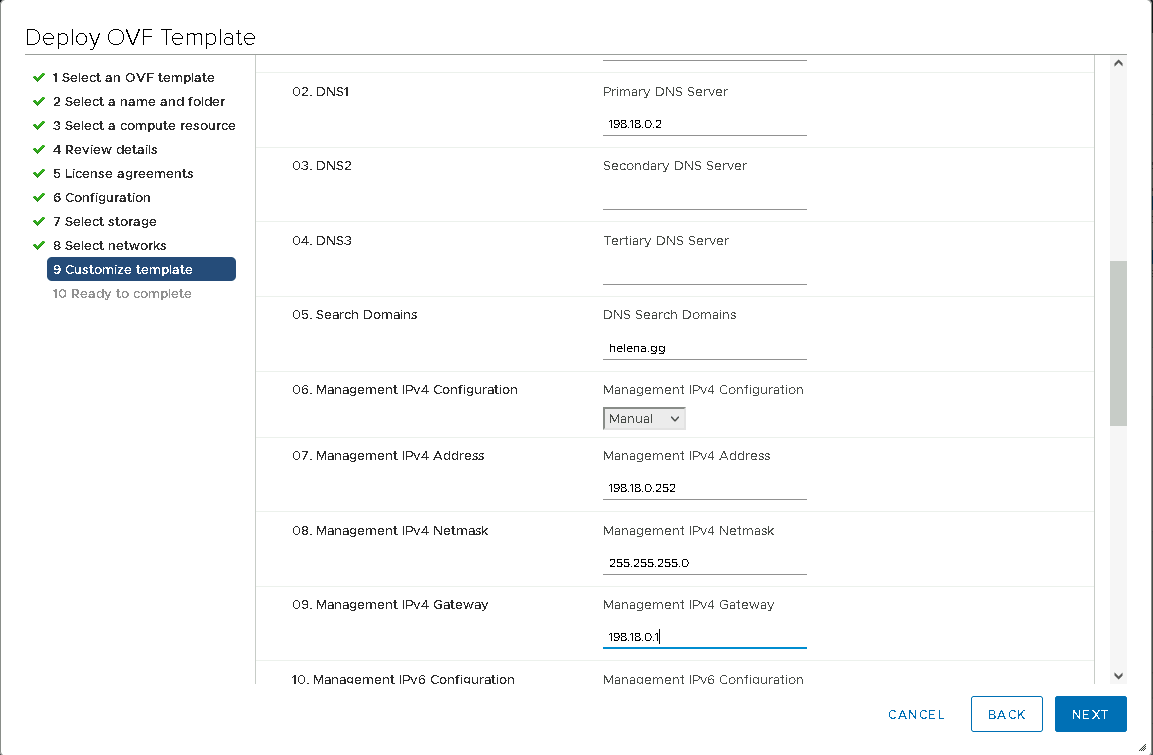 Deploy OVF Template
1 Select an OVF template
2 Select a name and folder
3 Select a compute resource
4 Review details
5 License agreements
6 Configuration
7 Select storage
8 Select networks
9 Customize template
10 Ready to complete
02. DNS1
Primary DNS Server
198.18.0.2
03. DNS2
Secondary DNS Server
04. DNS3
Tertiary DNS Server
05. Search Domains
DNS Search Domains
helena.gg
06. Management IPv4 Configuration
Management IPv4 Configuration
Manual
07. Management IPv4 Address
Management IPv4 Address
198.18.0.252
08. Management IPv4 Netmask
Management IPv4 Netmask
255.255.255.0
09. Management IPv4 Gateway
Management IPv4 Gateway
198.18.0.1
10. Management IPv6 Configuration
Management IPv6 Configuration
CANCEL
BACK
NEXT